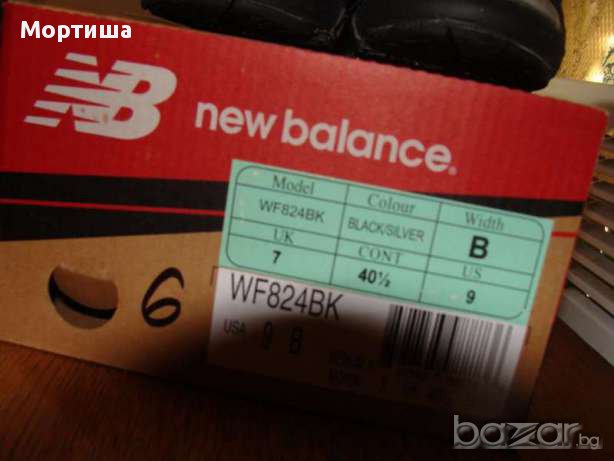 Мортиша
NB
new balance
Model Colour Width
WF824BK BLACK/SILVER B
UK CONT US
7 40½ 9
6
WF824BK
USA 9 B
bazar.bg